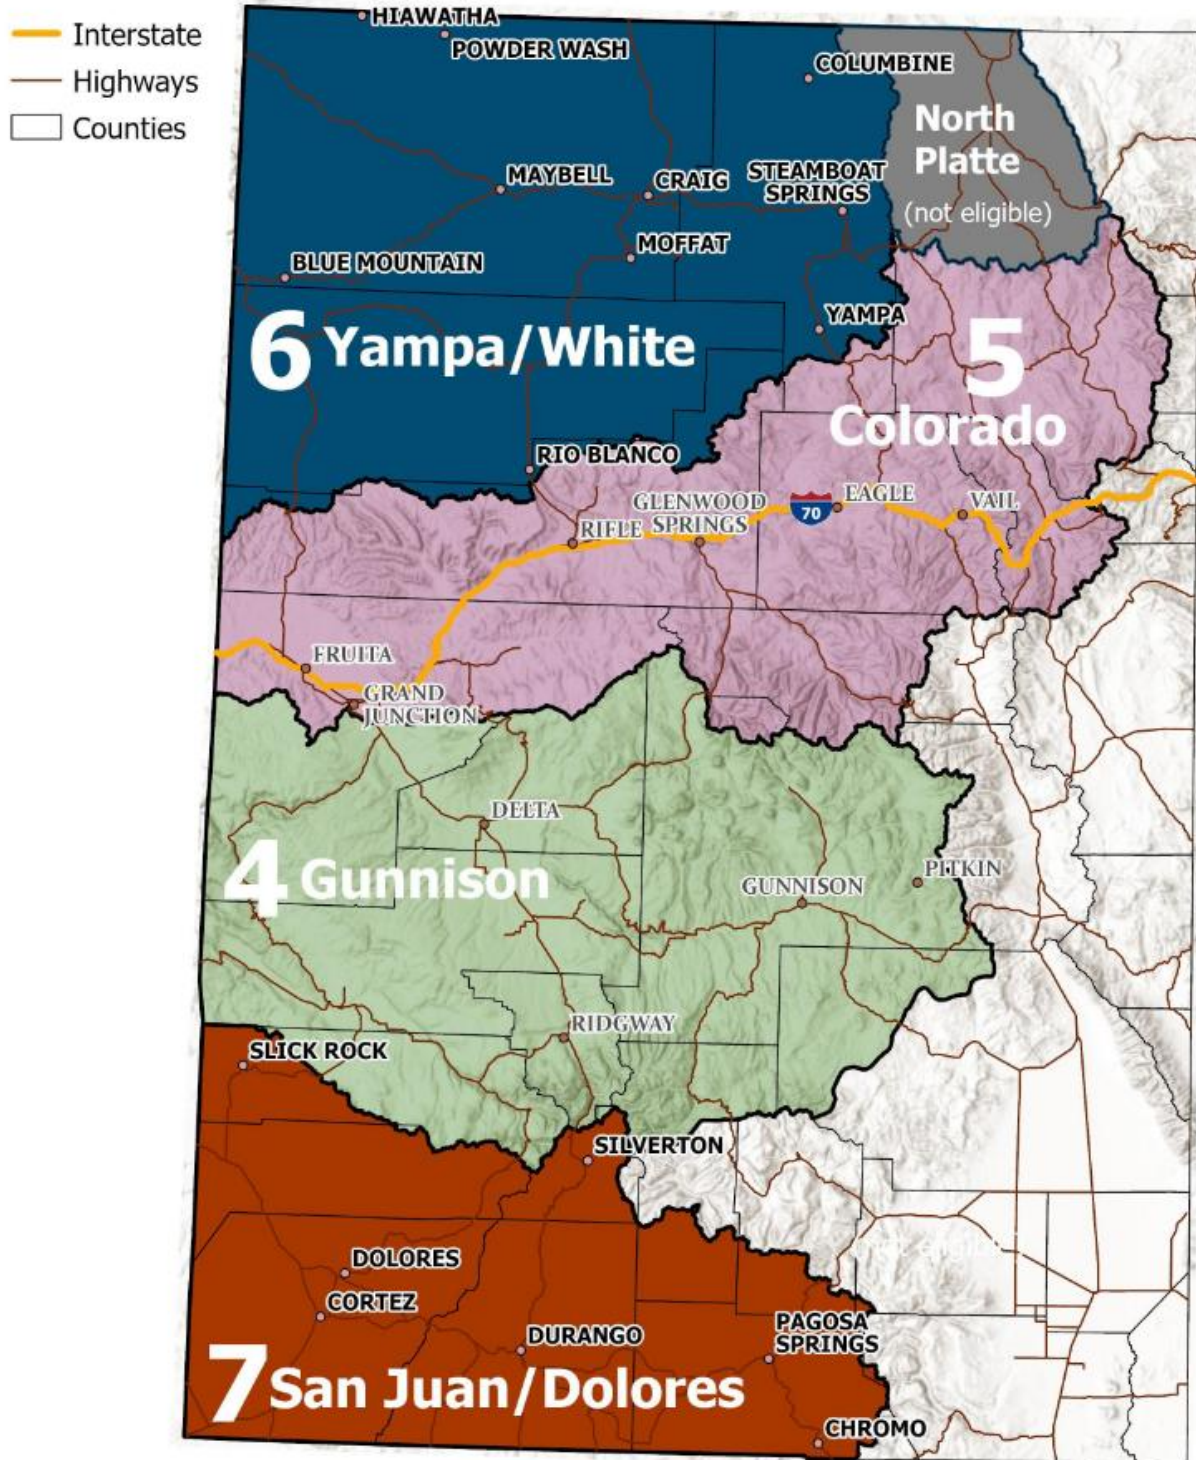 Interstate
Highways
Counties
HIAWATHA
POWDER WASH
COLUMBINE
North
Platte
(not eligible)
MAYBELL
CRAIG
STEAMBOAT
SPRINGS
MOFFAT
BLUE MOUNTAIN
YAMPA
6 Yampa/White
5
Colorado
RIO BLANCO
GLENWOOD
SPRINGS
70
EAGLE
VAIL
RIFLE
FRUITA
GRAND
JUNCTION
DELTA
4 Gunnison
GUNNISON
PITKIN
RIDGWAY
SLICK ROCK
SILVERTON
DOLORES
CORTEZ
DURANGO
PAGOSA
SPRINGS
7 San Juan/Dolores
CHROMO